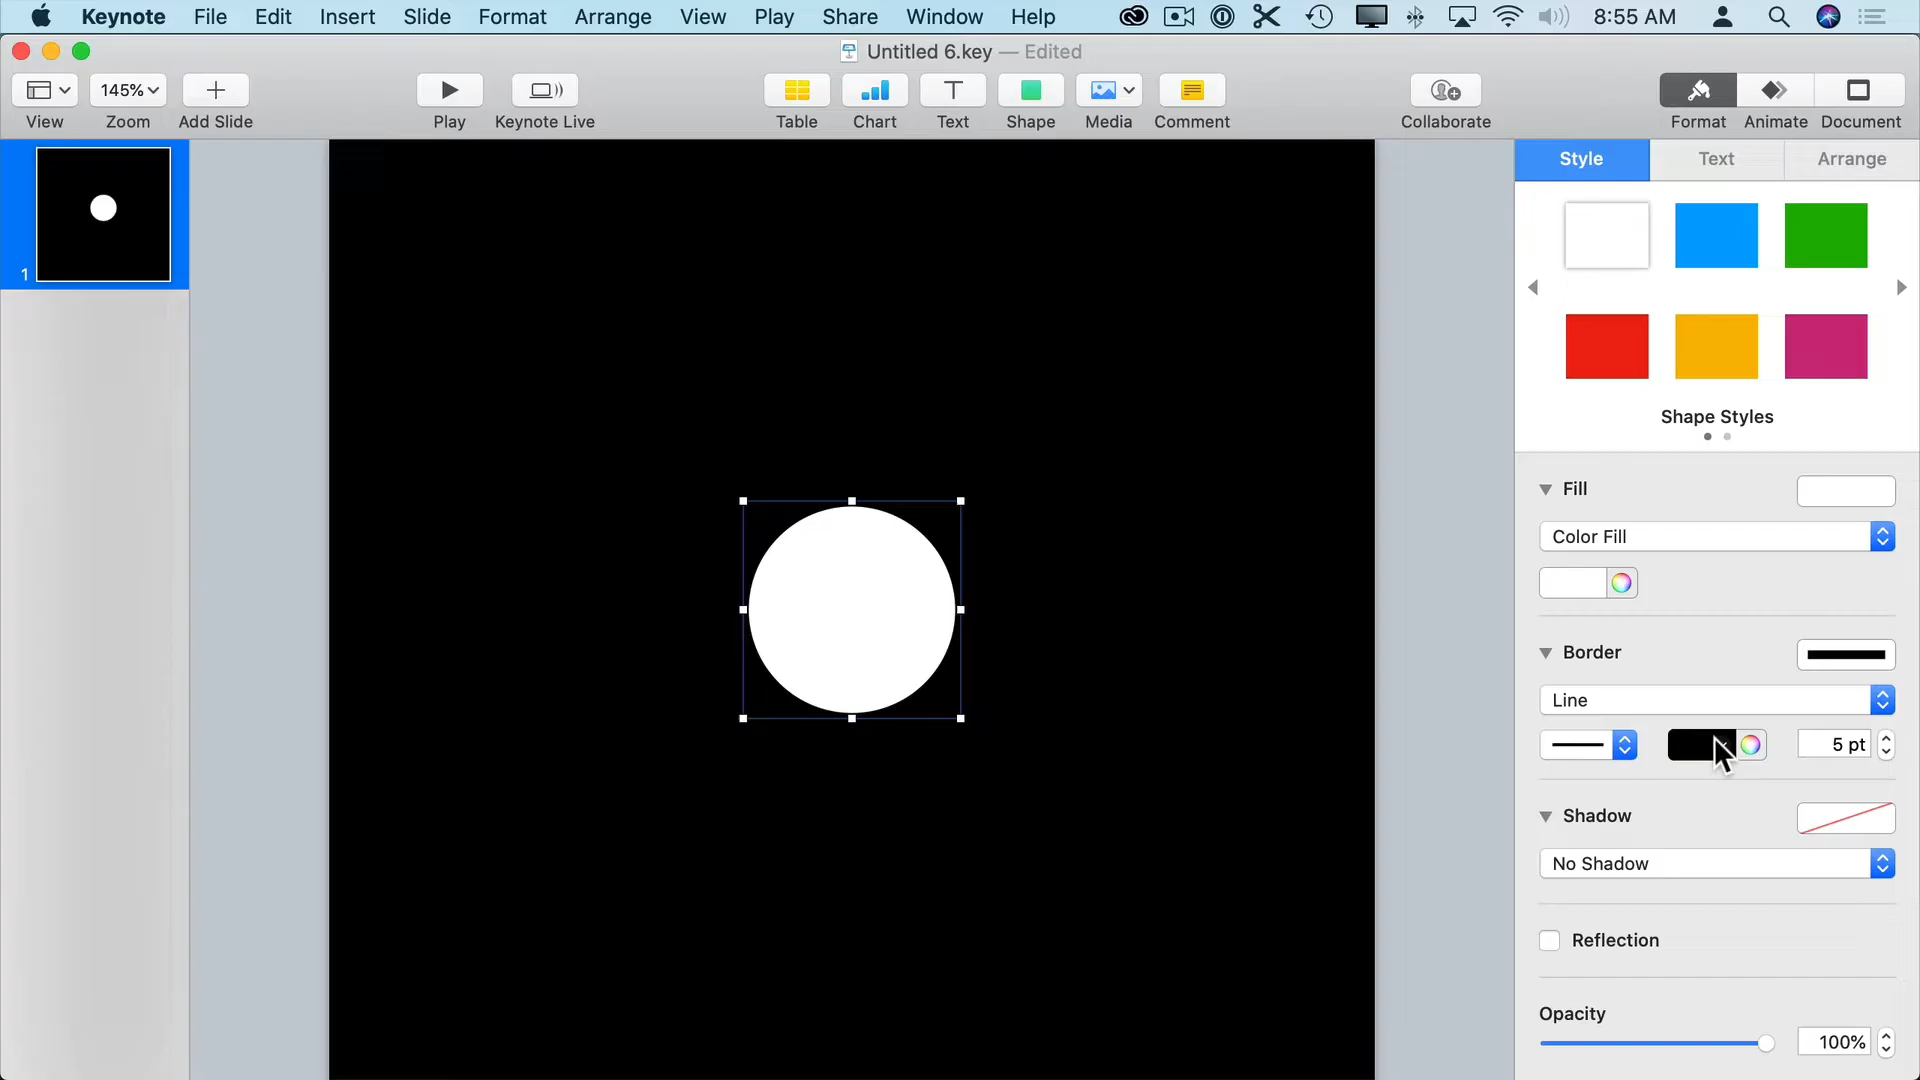 Keynote File Edit Insert Slide Format Arrange View Play Share Window Help 8:55 AM
Untitled 6.key — Edited
145%
View Zoom Add Slide Play Keynote Live Table Chart Text Shape Media Comment Collaborate Format Animate Document
1
Style Text Arrange
Shape Styles
Fill
Color Fill
Border
Line
5 pt
Shadow
No Shadow
Reflection
Opacity
100%